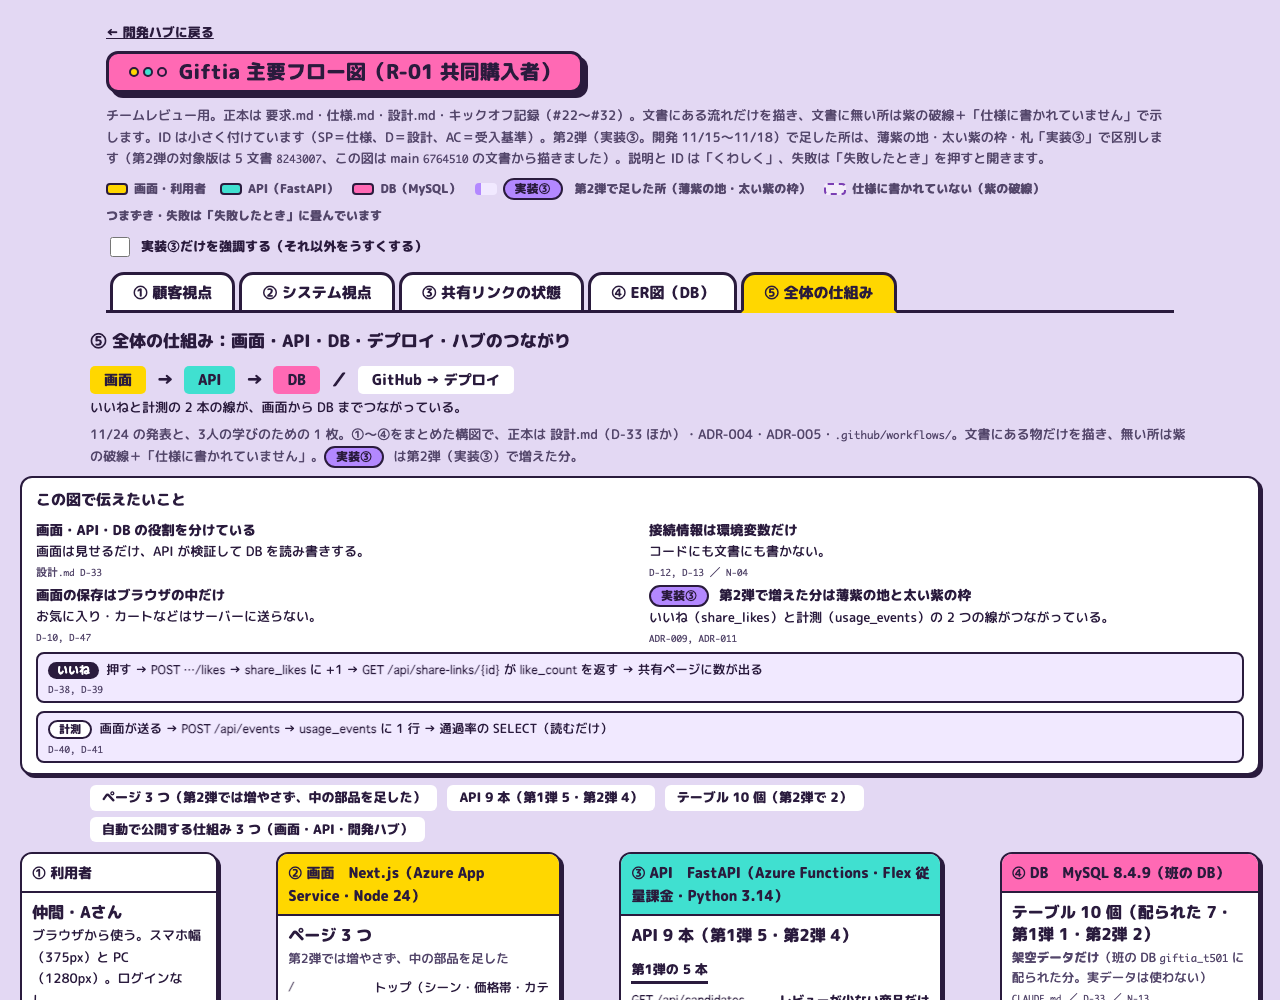 ← 開発ハブに戻る
Giftia 主要フロー図（R-01 共同購入者）
チームレビュー用。正本は 要求.md・仕様.md・設計.md・キックオフ記録（#22〜#32）。文書にある流れだけを描き、文書に無い所は紫の破線＋「仕様に書かれていません」で示
します。ID は小さく付けています（SP＝仕様、D＝設計、AC＝受入基準）。第2弾（実装③。開発 11/15〜11/18）で足した所は、薄紫の地・太い紫の枠・札「実装③」で区別しま
す（第2弾の対象版は 5 文書 8243007、この図は main 6764510 の文書から描きました）。説明と ID は「くわしく」、失敗は「失敗したとき」を押すと開きます。
画面・利用者 API（FastAPI） DB（MySQL） 実装③ 第2弾で足した所（薄紫の地・太い紫の枠） 仕様に書かれていない（紫の破線）
つまずき・失敗は「失敗したとき」に畳んでいます
実装③だけを強調する（それ以外をうすくする）
① 顧客視点 ② システム視点 ③ 共有リンクの状態 ④ ER図（DB） ⑤ 全体の仕組み
⑤ 全体の仕組み：画面・API・DB・デプロイ・ハブのつながり
画面 → API → DB / GitHub → デプロイ
いいねと計測の 2 本の線が、画面から DB までつながっている。
11/24 の発表と、3人の学びのための 1 枚。①〜④をまとめた構図で、正本は 設計.md（D-33 ほか）・ADR-004・ADR-005・.github/workflows/。文書にある物だけを描き、無い所は紫
の破線＋「仕様に書かれていません」。 実装③ は第2弾（実装③）で増えた分。
この図で伝えたいこと
画面・API・DB の役割を分けている
画面は見せるだけ、API が検証して DB を読み書きする。
設計.md D-33
接続情報は環境変数だけ
コードにも文書にも書かない。
D-12, D-13 ／ N-04
画面の保存はブラウザの中だけ
お気に入り・カートなどはサーバーに送らない。
D-10, D-47
実装③ 第2弾で増えた分は薄紫の地と太い紫の枠
いいね（share_likes）と計測（usage_events）の 2 つの線がつながっている。
ADR-009, ADR-011
いいね 押す → POST …/likes → share_likes に +1 → GET /api/share-links/{id} が like_count を返す → 共有ページに数が出る
D-38, D-39
計測 画面が送る → POST /api/events → usage_events に 1 行 → 通過率の SELECT（読むだけ）
D-40, D-41
ページ 3 つ（第2弾では増やさず、中の部品を足した） API 9 本（第1弾 5・第2弾 4） テーブル 10 個（第2弾で 2）
自動で公開する仕組み 3 つ（画面・API・開発ハブ）
① 利用者
仲間・Aさん
ブラウザから使う。スマホ幅
（375px）と PC
（1280px）。ログインな
② 画面 Next.js（Azure App
Service・Node 24）
ページ 3 つ
第2弾では増やさず、中の部品を足した
/ トップ（シーン・価格帯・カテ
③ API FastAPI（Azure Functions・Flex 従
量課金・Python 3.14）
API 9 本（第1弾 5・第2弾 4）
第1弾の 5 本
GET /api/candidates レビューが少ない商品だけ
④ DB MySQL 8.4.9（班の DB）
テーブル 10 個（配られた 7・
第1弾 1・第2弾 2）
架空データだけ（班の DB giftia_t501 に
配られた分。実データは使わない）
CLAUDE.md ／ D-33 ／ N-13